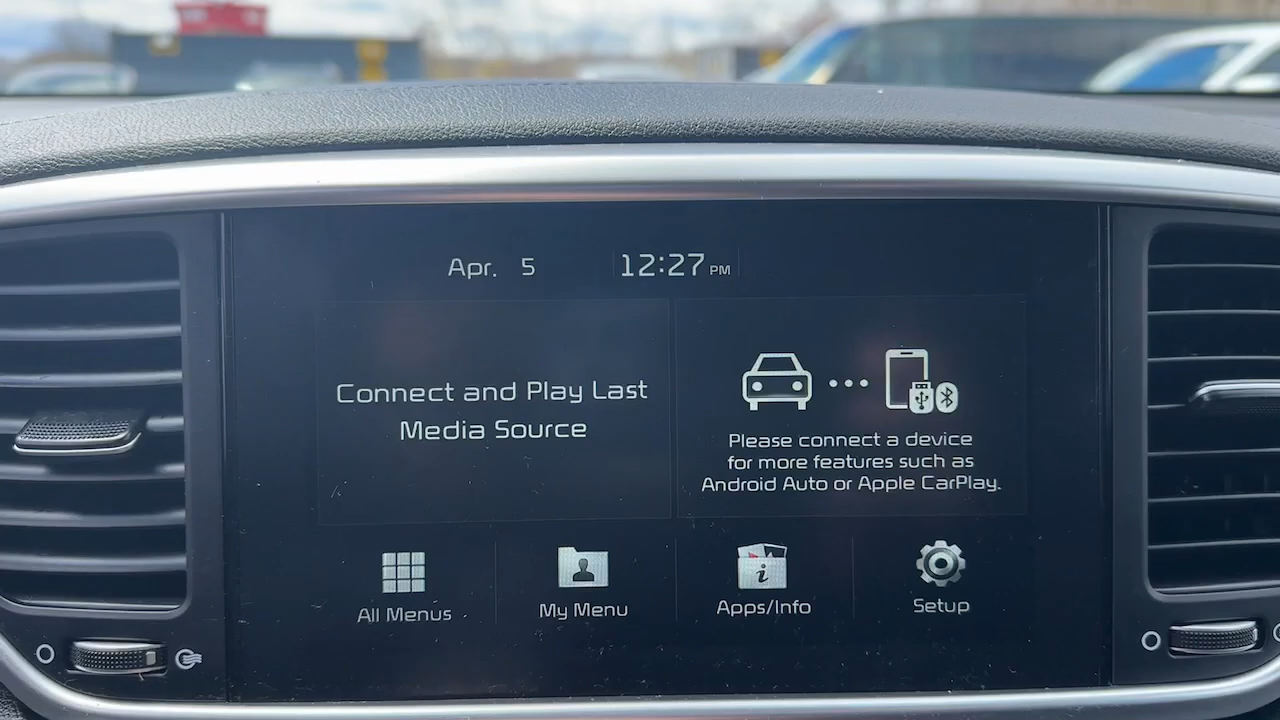 Apr. 5 12:27 PM
Connect and Play Last
Media Source
Please connect a device
for more features such as
Android Auto or Apple CarPlay.
All Menus
My Menu
Apps/Info
Setup